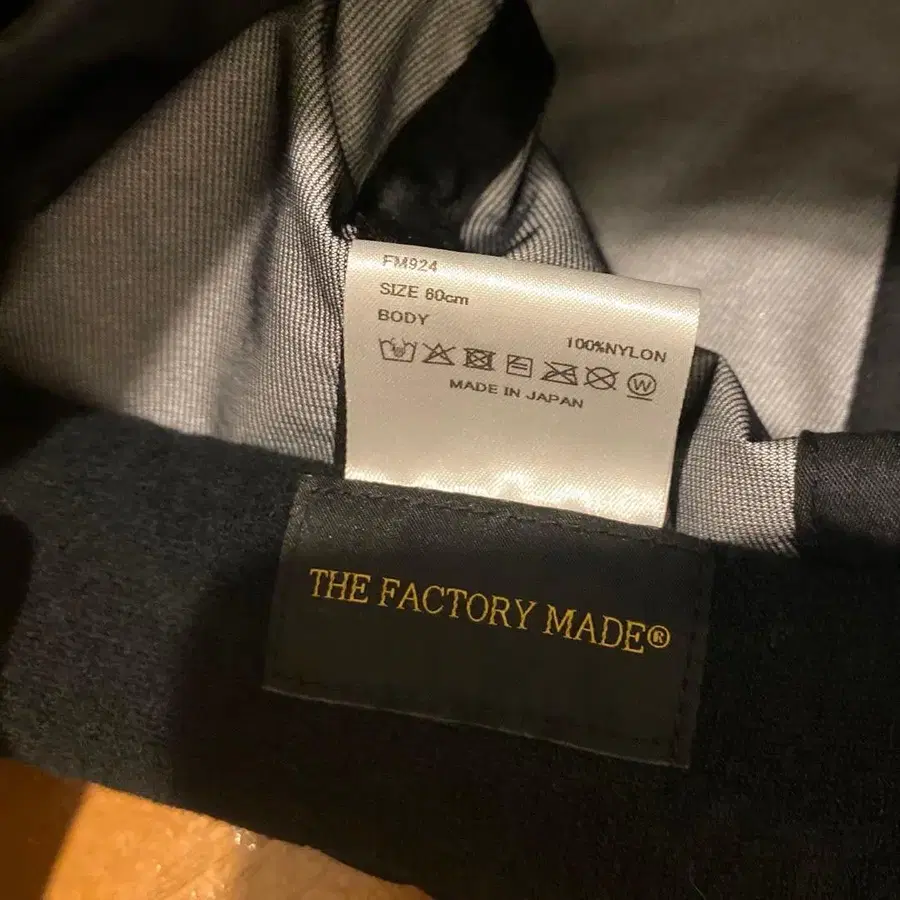 FM924
SIZE 60cm
BODY
100%NYLON
W
MADE IN JAPAN
THE FACTORY MADE®